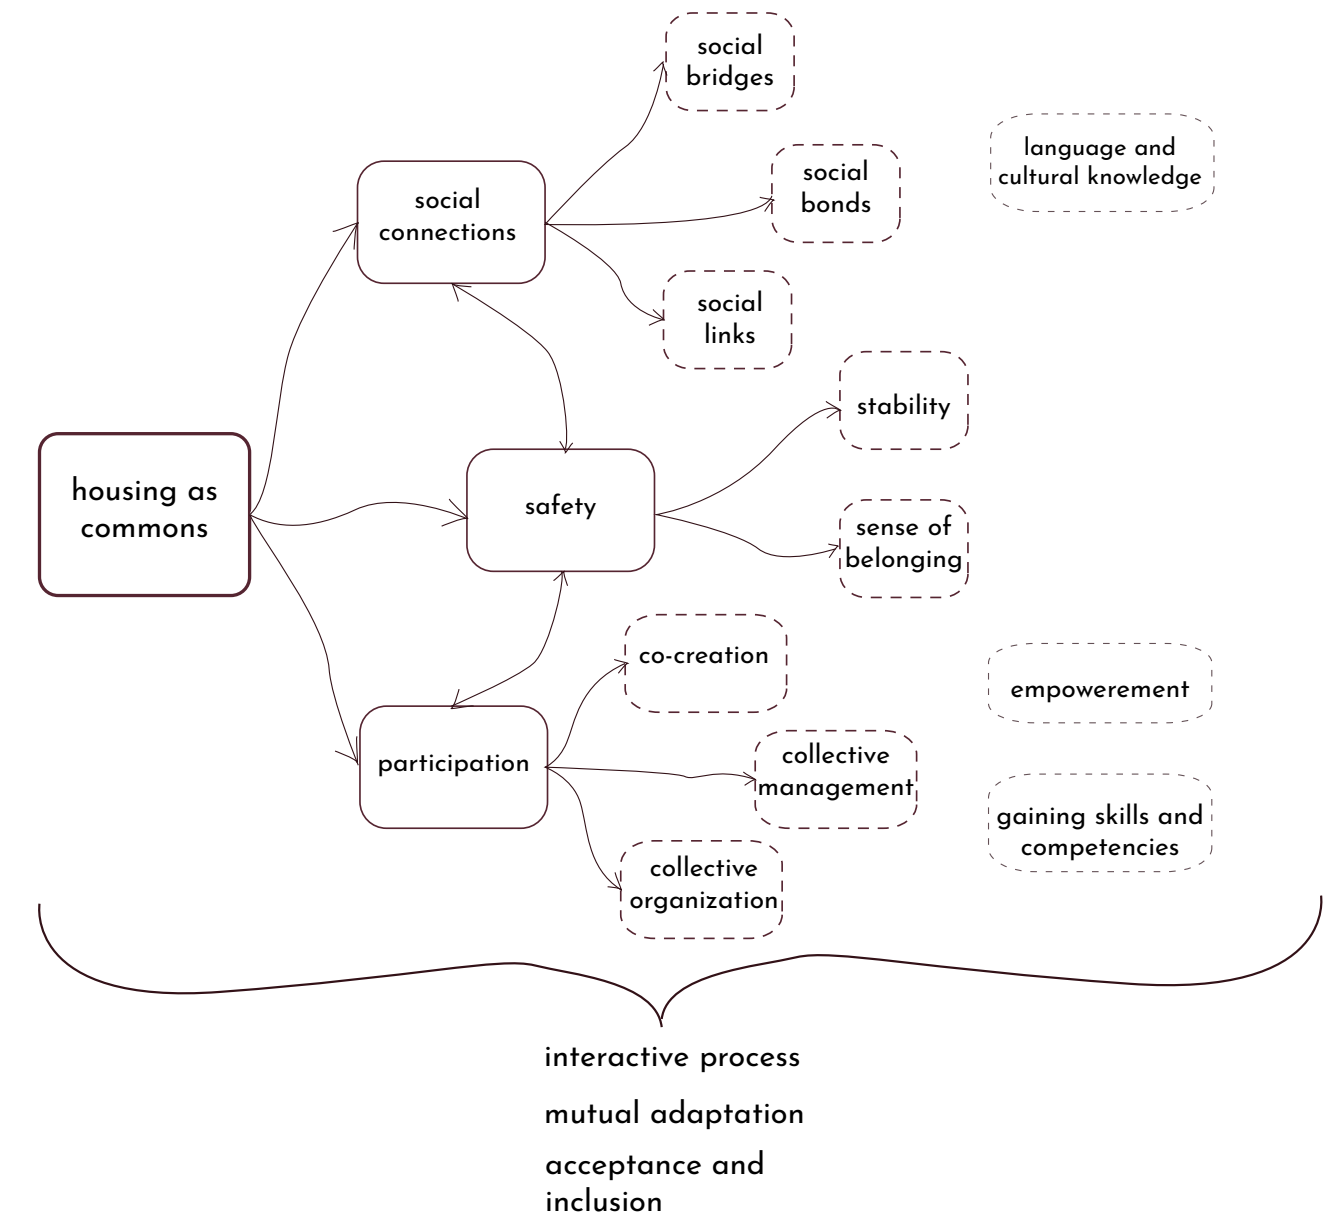 social
bridges
language and
cultural knowledge
social
bonds
social
connections
social
links
stability
housing as
commons
safety
sense of
belonging
co-creation
empowerement
participation
collective
management
gaining skills and
competencies
collective
organization
interactive process
mutual adaptation
acceptance and
inclusion